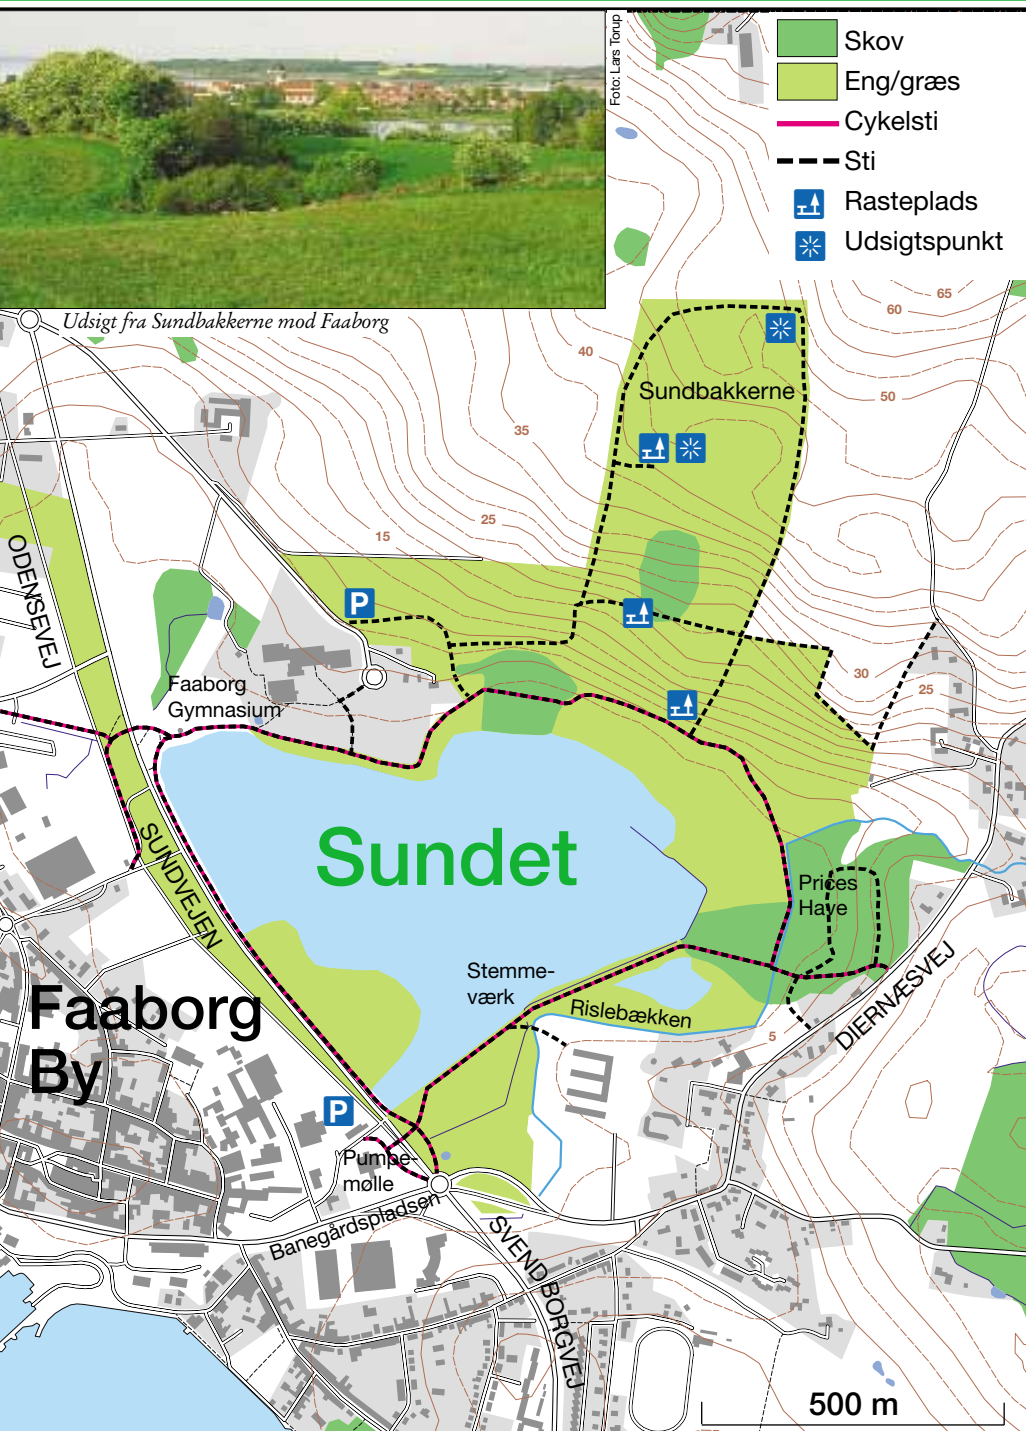 Foto: Lars Torup
Skov
Eng/græs
Cykelsti
Sti
Rasteplads
Udsigtspunkt
Udsigt fra Sundbakkerne mod Faaborg
65
60
40
50
Sundbakkerne
35
25
15
ODENSEVEJ
P
30
25
Faaborg
Gymnasium
SUNDVEJEN
Sundet
Prices
Have
Stemme-
værk
Rislebækken
DIERNÆSVEJ
5
Faaborg
By
P
Pumpe-
mølle
Banegårdspladsen
SVENDBORGVEJ
500 m